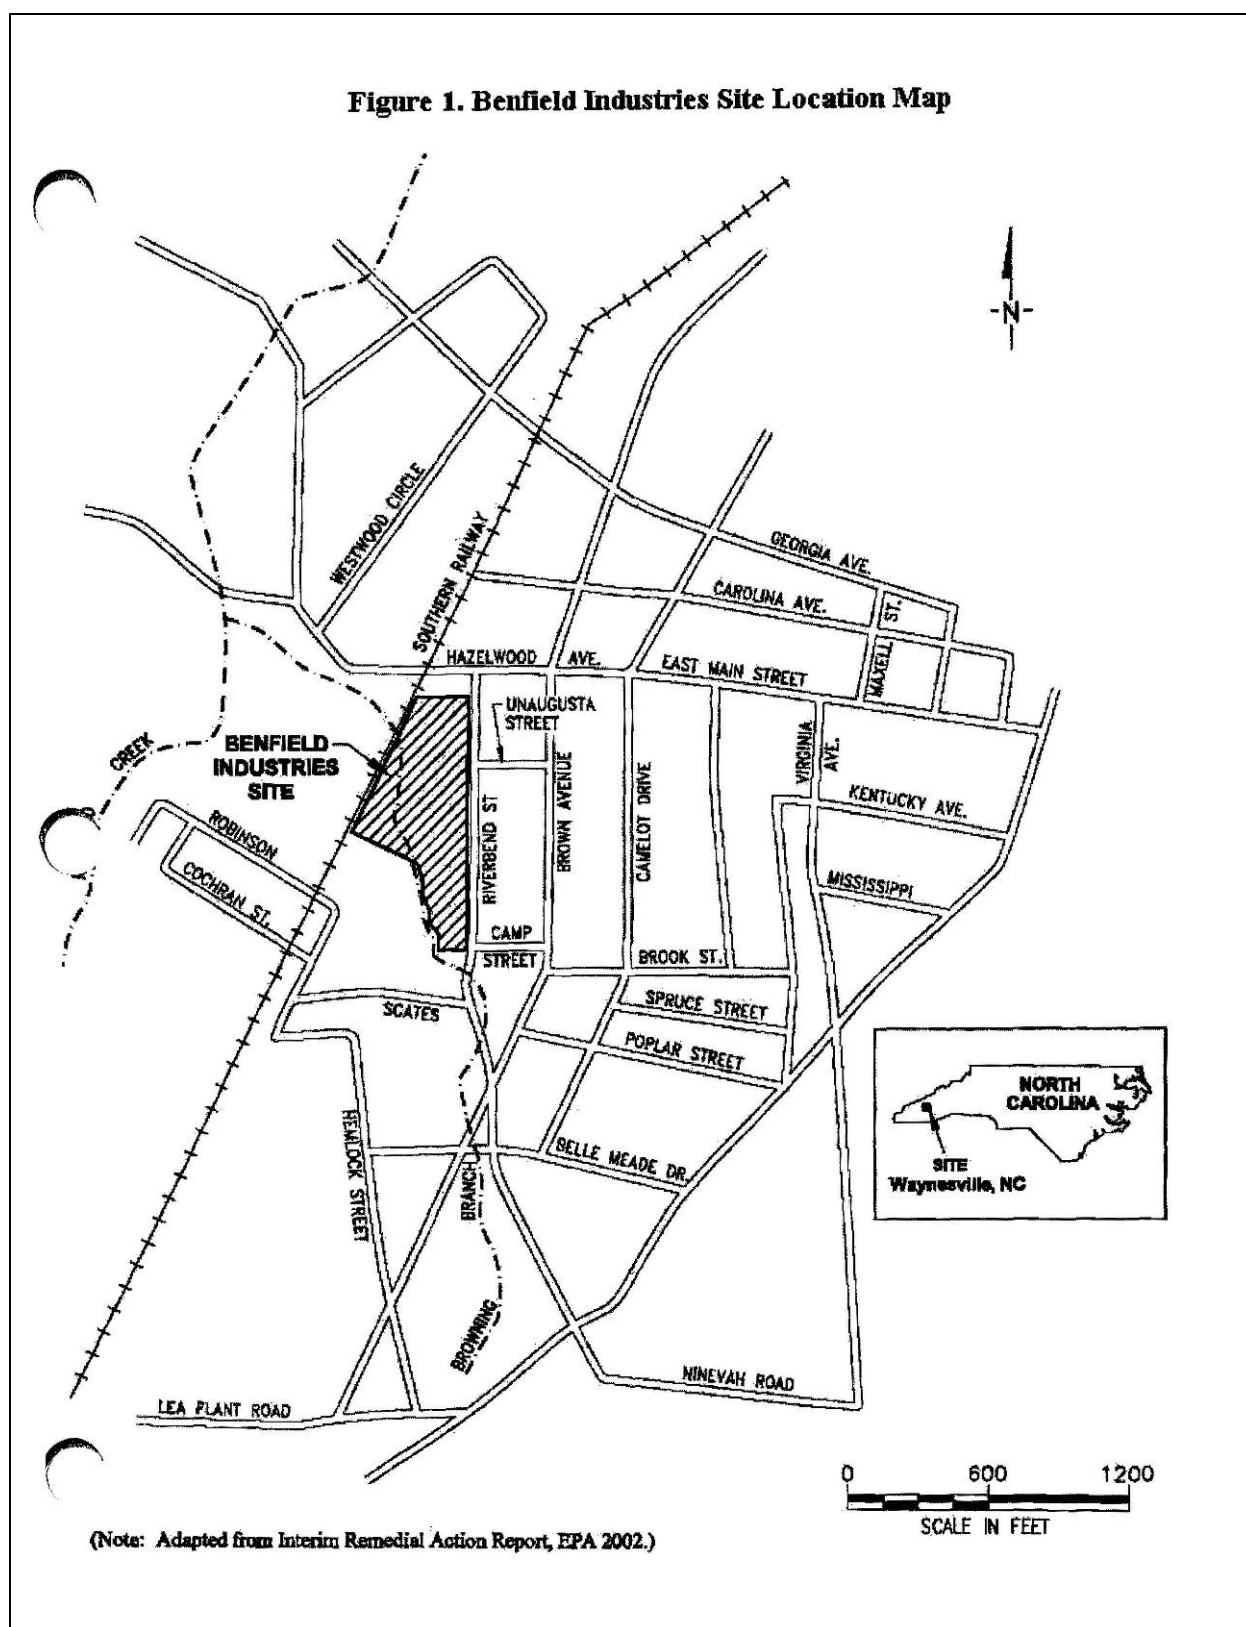 Figure 1. Benfield Industries Site Location Map
-N-
WESTWOOD CIRCLE
SOUTHERN RAILWAY
GEORGIA AVE.
CAROLINA AVE.
MAXELL ST.
HAZELWOOD AVE.
EAST MAIN STREET
UNAUGUSTA
STREET
BENFIELD
INDUSTRIES
SITE
CREEK
VIRGINIA
AVE.
KENTUCKY AVE.
ROBINSON
COCHRAN ST.
RIVERBEND ST
BROWN AVENUE
CAMELOT DRIVE
MISSISSIPPI
CAMP
STREET
BROOK ST.
SCATES
SPRUCE STREET
POPLAR STREET
NORTH
CAROLINA
SITE
Waynesville, NC
HEMLOCK STREET
BELLE MEADE DR.
BRANCH
BROWNING
NINEVAH ROAD
LEA PLANT ROAD
0 600 1200
SCALE IN FEET
(Note: Adapted from Interim Remedial Action Report, EPA 2002.)